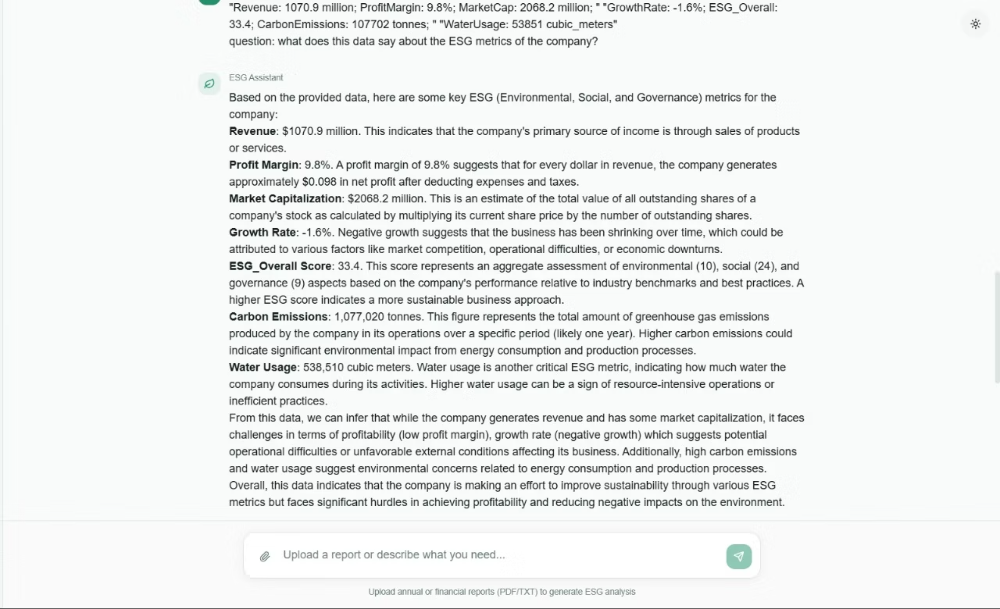 "Revenue: 1070.9 million; ProfitMargin: 9.8%; MarketCap: 2068.2 million; " "GrowthRate: -1.6%; ESG_Overall:
33.4; CarbonEmissions: 107702 tonnes; " "WaterUsage: 53851 cubic_meters"
question: what does this data say about the ESG metrics of the company?
ESG Assistant
Based on the provided data, here are some key ESG (Environmental, Social, and Governance) metrics for the
company:
Revenue: $1070.9 million. This indicates that the company's primary source of income is through sales of products
or services.
Profit Margin: 9.8%. A profit margin of 9.8% suggests that for every dollar in revenue, the company generates
approximately $0.098 in net profit after deducting expenses and taxes.
Market Capitalization: $2068.2 million. This is an estimate of the total value of all outstanding shares of a
company's stock as calculated by multiplying its current share price by the number of outstanding shares.
Growth Rate: -1.6%. Negative growth suggests that the business has been shrinking over time, which could be
attributed to various factors like market competition, operational difficulties, or economic downturns.
ESG_Overall Score: 33.4. This score represents an aggregate assessment of environmental (10), social (24), and
governance (9) aspects based on the company's performance relative to industry benchmarks and best practices. A
higher ESG score indicates a more sustainable business approach.
Carbon Emissions: 1,077,020 tonnes. This figure represents the total amount of greenhouse gas emissions
produced by the company in its operations over a specific period (likely one year). Higher carbon emissions could
indicate significant environmental impact from energy consumption and production processes.
Water Usage: 538,510 cubic meters. Water usage is another critical ESG metric, indicating how much water the
company consumes during its activities. Higher water usage can be a sign of resource-intensive operations or
inefficient practices.
From this data, we can infer that while the company generates revenue and has some market capitalization, it faces
challenges in terms of profitability (low profit margin), growth rate (negative growth) which suggests potential
operational difficulties or unfavorable external conditions affecting its business. Additionally, high carbon emissions
and water usage suggest environmental concerns related to energy consumption and production processes.
Overall, this data indicates that the company is making an effort to improve sustainability through various ESG
metrics but faces significant hurdles in achieving profitability and reducing negative impacts on the environment.
Upload a report or describe what you need...
Upload annual or financial reports (PDF/TXT) to generate ESG analysis